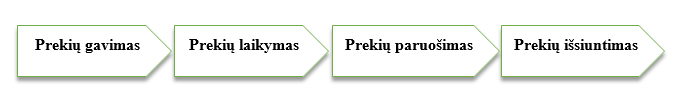 Prekių gavimas
Prekių laikymas
Prekių paruošimas
Prekių išsiuntimas